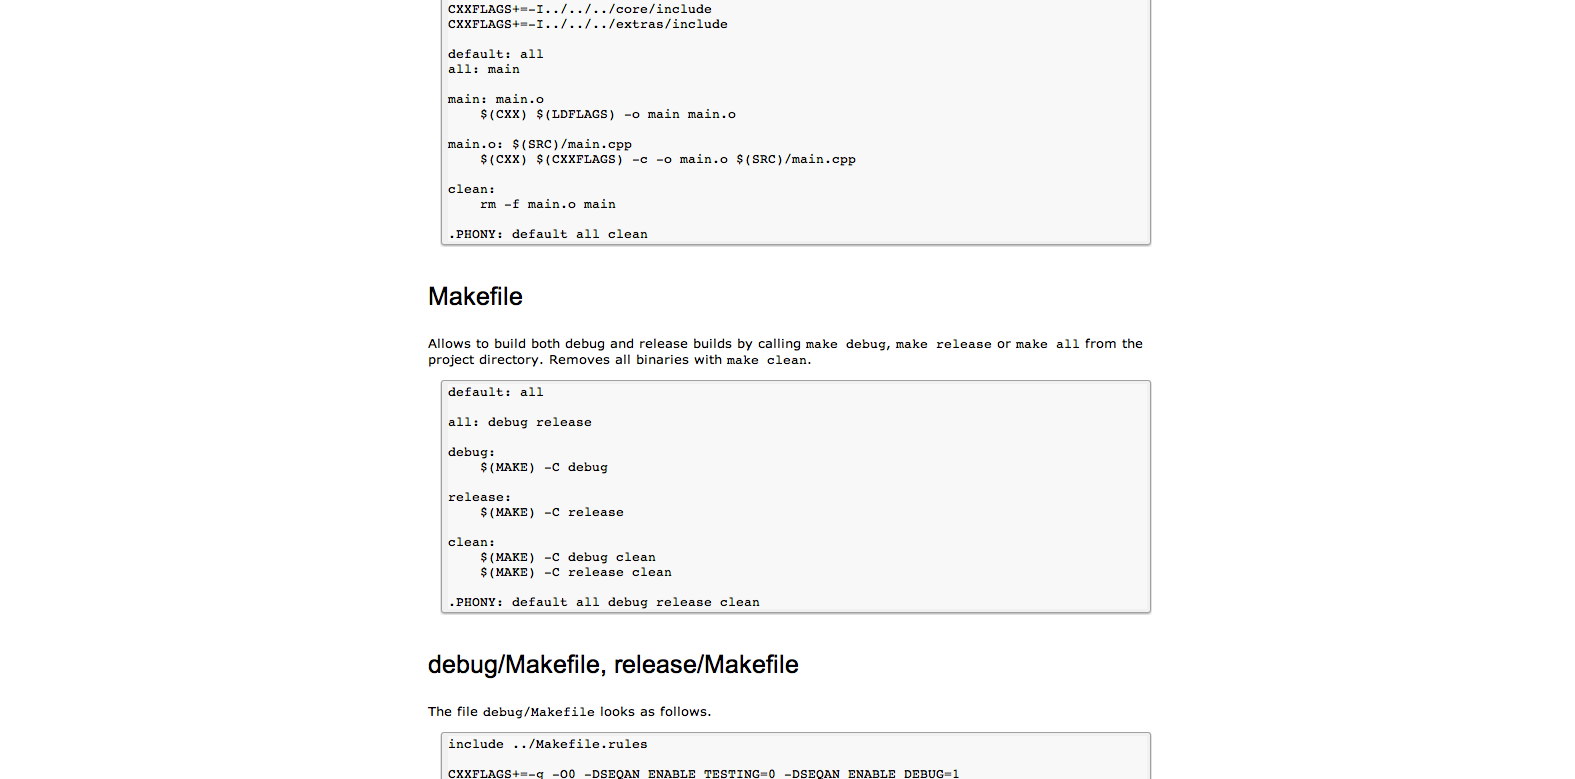 CXXFLAGS+=-I../../../core/include
CXXFLAGS+=-I../../../extras/include
default: all
all: main
main: main.o
$(CXX) $(LDFLAGS) -o main main.o
main.o: $(SRC)/main.cpp
$(CXX) $(CXXFLAGS) -c -o main.o $(SRC)/main.cpp
clean:
rm -f main.o main
.PHONY: default all clean
Makefile
Allows to build both debug and release builds by calling make debug, make release or make all from the
project directory. Removes all binaries with make clean.
default: all
all: debug release
debug:
$(MAKE) -C debug
release:
$(MAKE) -C release
clean:
$(MAKE) -C debug clean
$(MAKE) -C release clean
.PHONY: default all debug release clean
debug/Makefile, release/Makefile
The file debug/Makefile looks as follows.
include ../Makefile.rules
CXXFLAGS+=-g -O0 -DSEQAN_ENABLE_TESTING=0 -DSEQAN_ENABLE_DEBUG=1